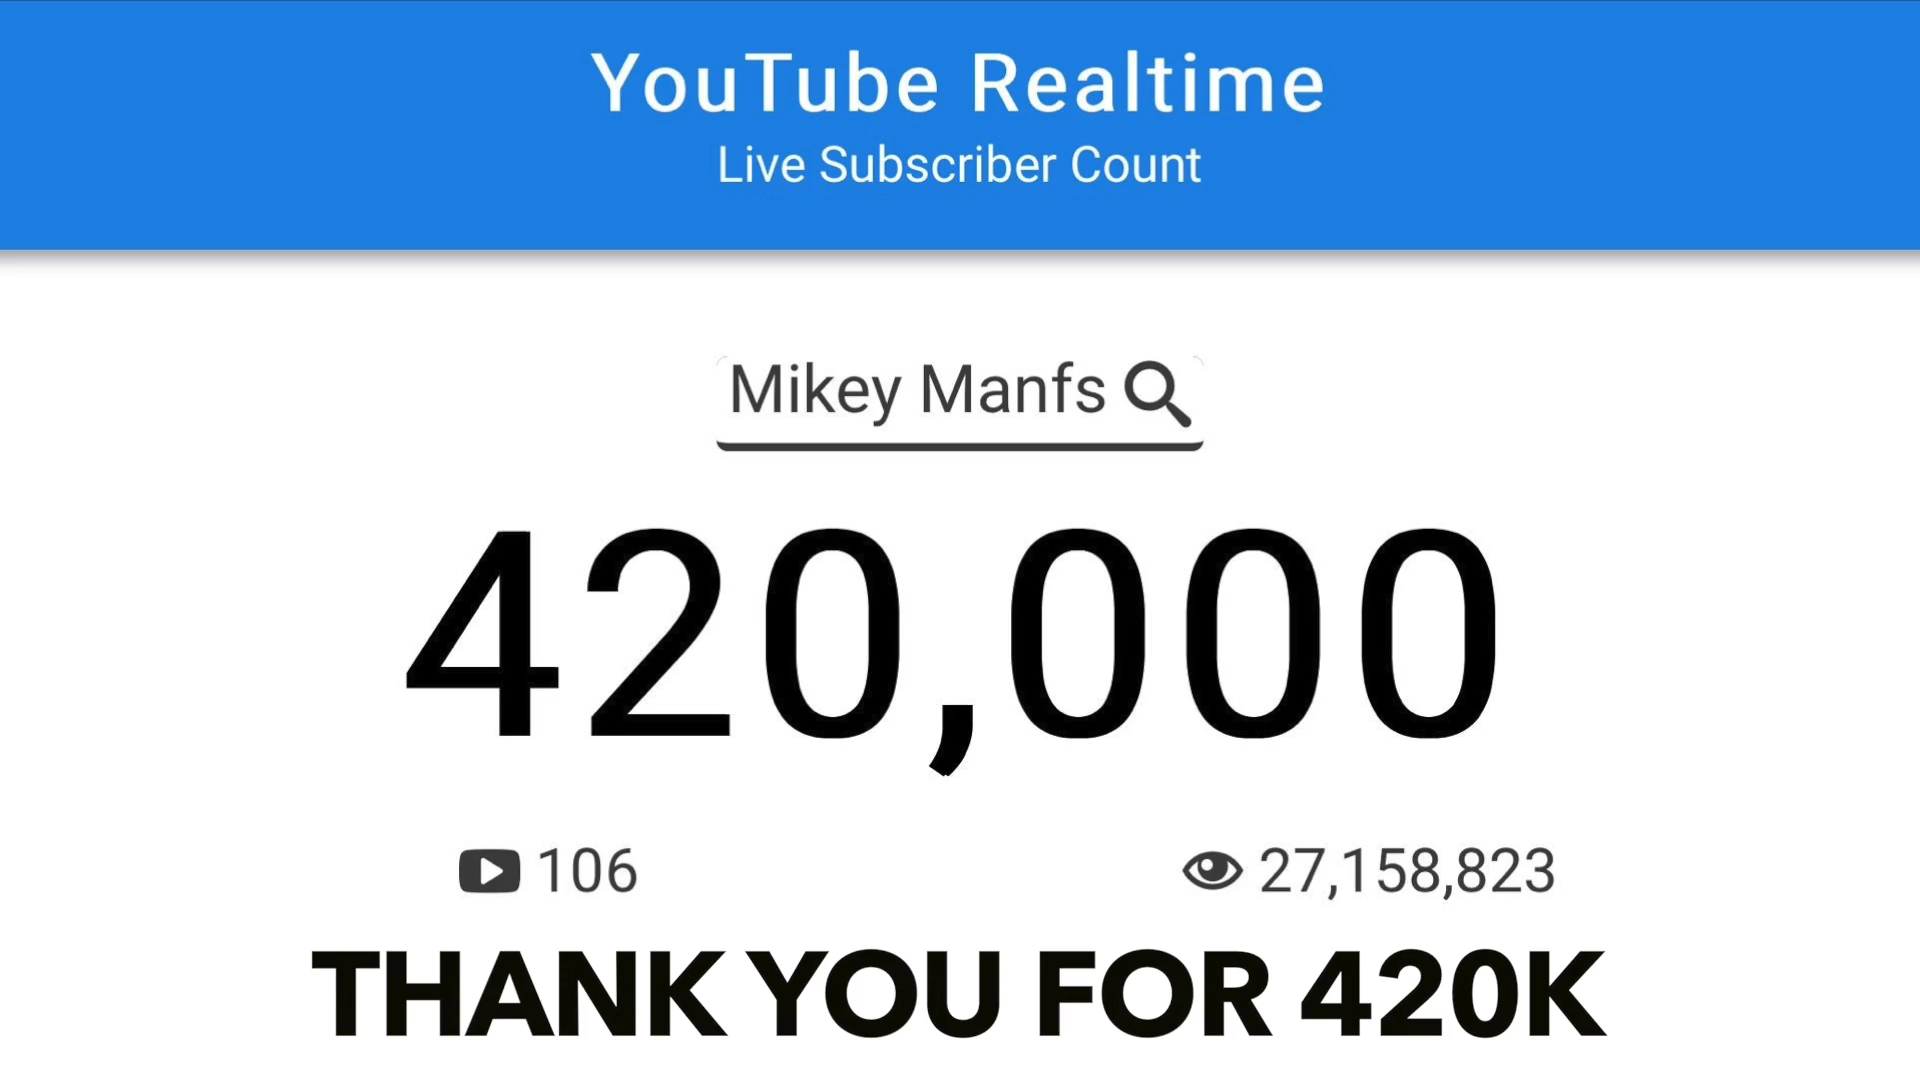 YouTube Realtime
Live Subscriber Count
Mikey Manfs
420,000
106
27,158,823
THANK YOU FOR 420K